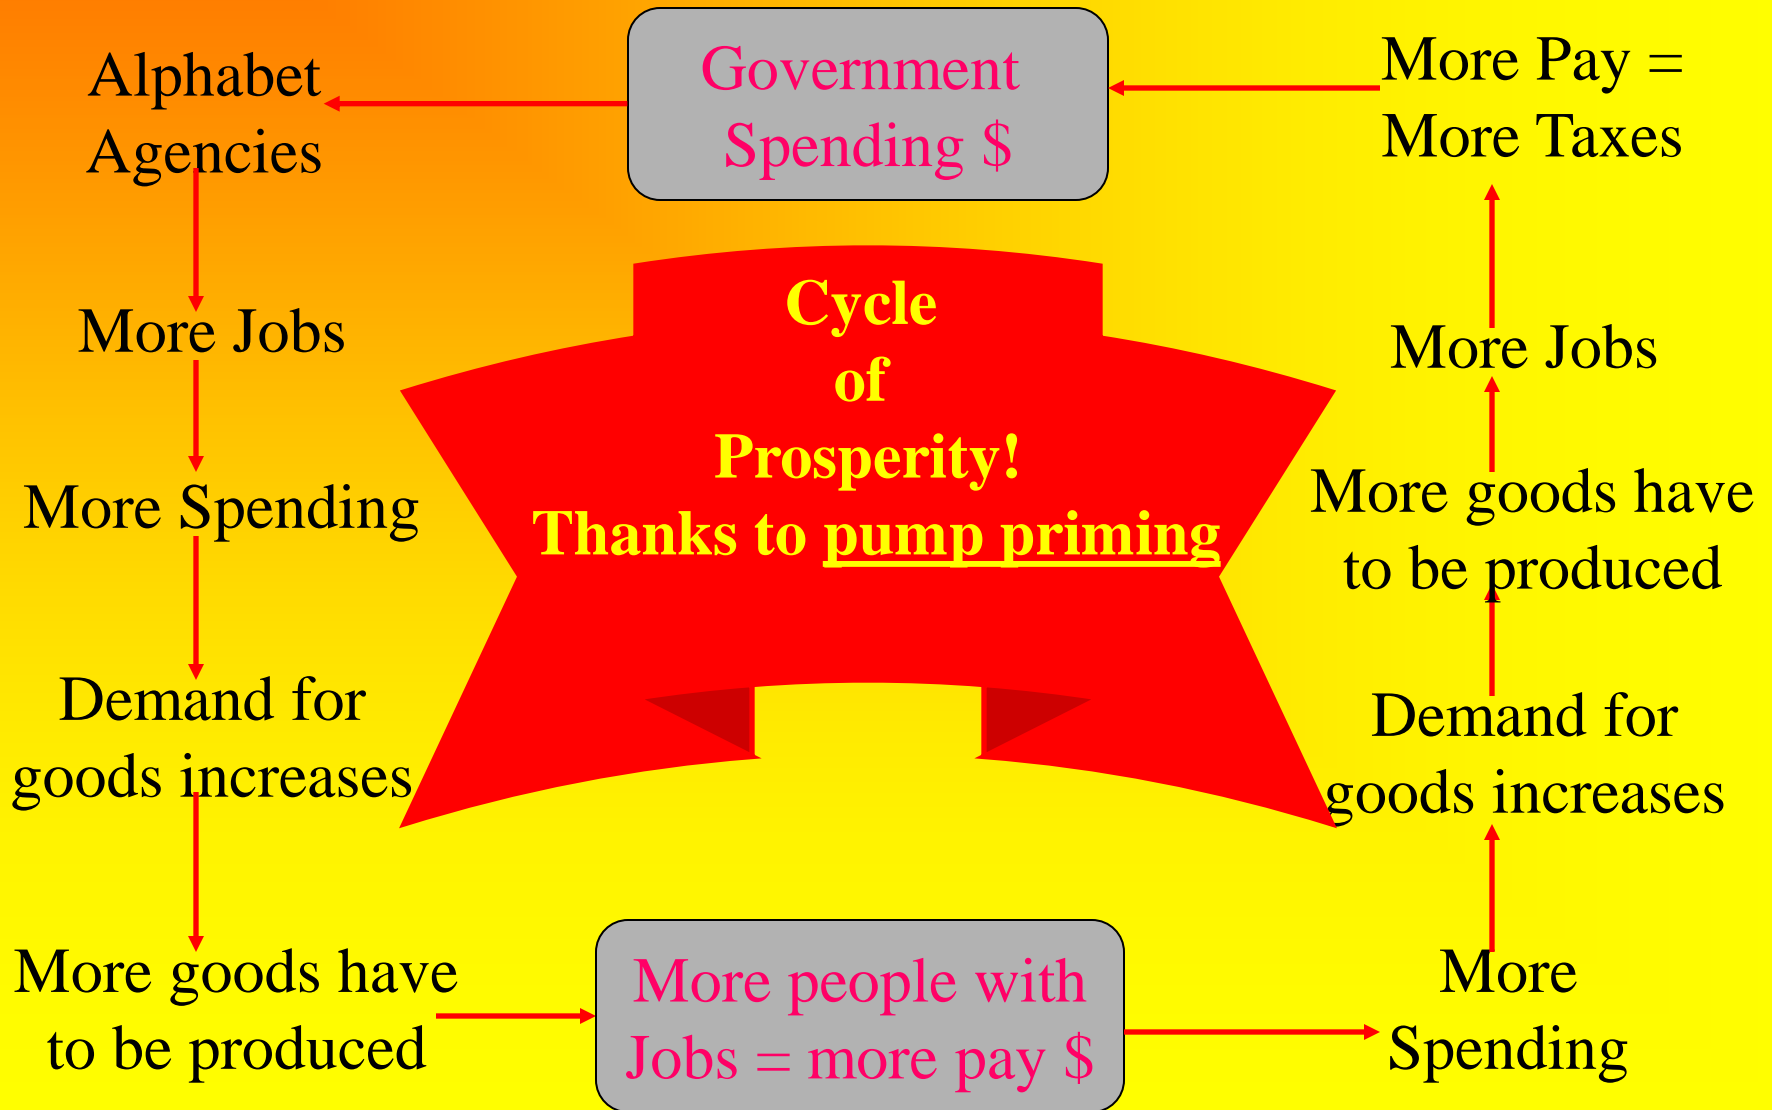 Government
Spending $
Alphabet
Agencies
More Jobs
More Spending
Demand for
goods increases
More goods have
to be produced
More people with
Jobs = more pay $
More
Spending
Demand for
goods increases
More goods have
to be produced
More Jobs
More Pay =
More Taxes
Cycle
of
Prosperity!
Thanks to pump priming